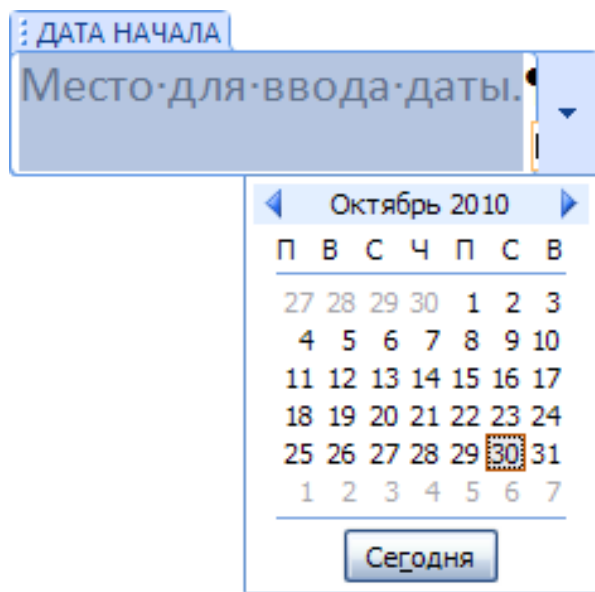 ДАТА НАЧАЛА
Место·для·ввода·даты.
Октябрь 2010
П В С Ч П С В
27 28 29 30 1 2 3
4 5 6 7 8 9 10
11 12 13 14 15 16 17
18 19 20 21 22 23 24
25 26 27 28 29 30 31
1 2 3 4 5 6 7
Сегодня